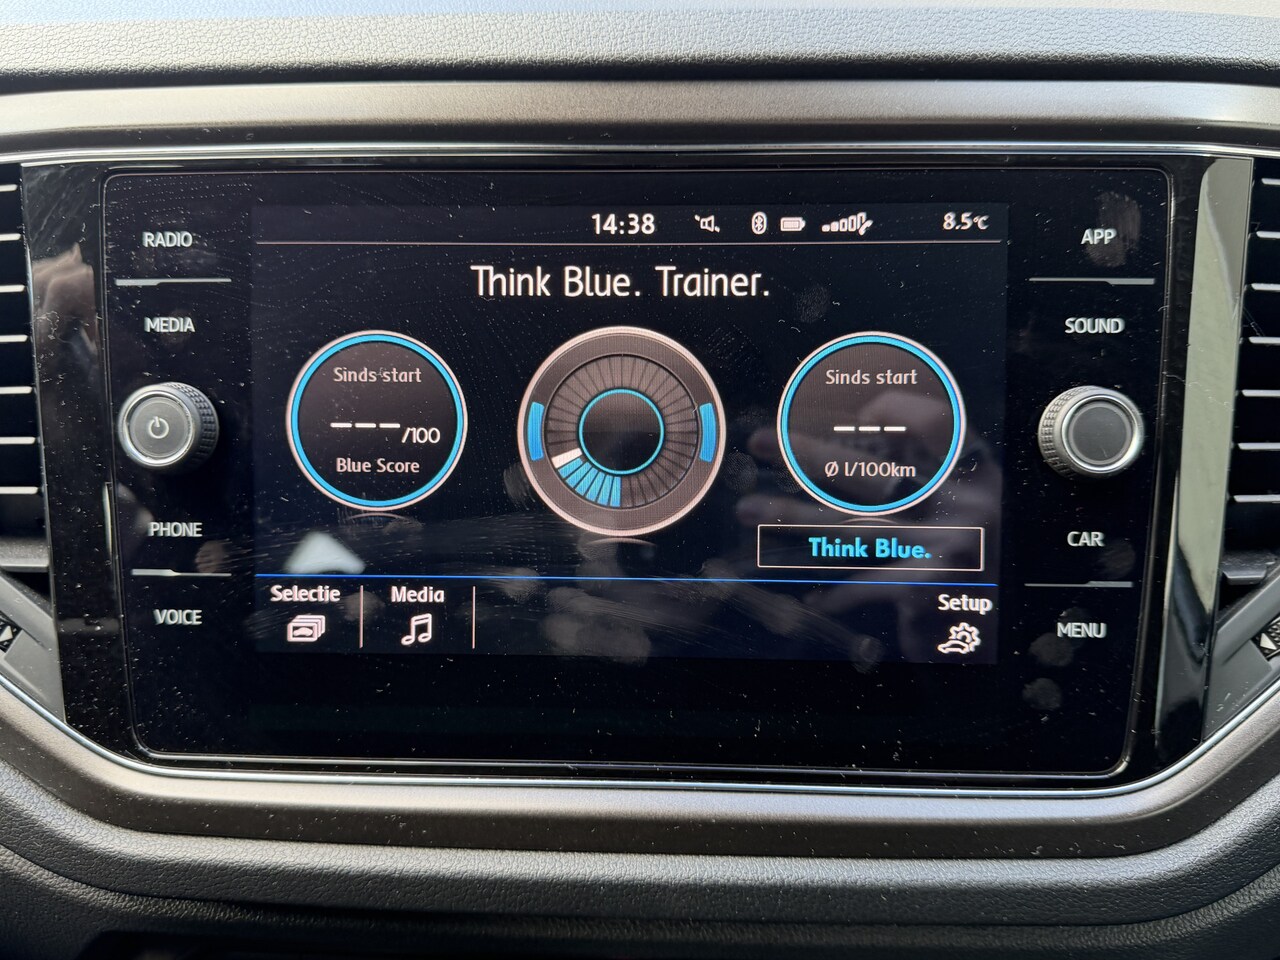 14:38
8.5°C
RADIO
MEDIA
PHONE
VOICE
Think Blue. Trainer.
Sinds start
---/100
Blue Score
Sinds start
---
Ø l/100km
Think Blue.
Selectie
Media
Setup
APP
SOUND
CAR
MENU